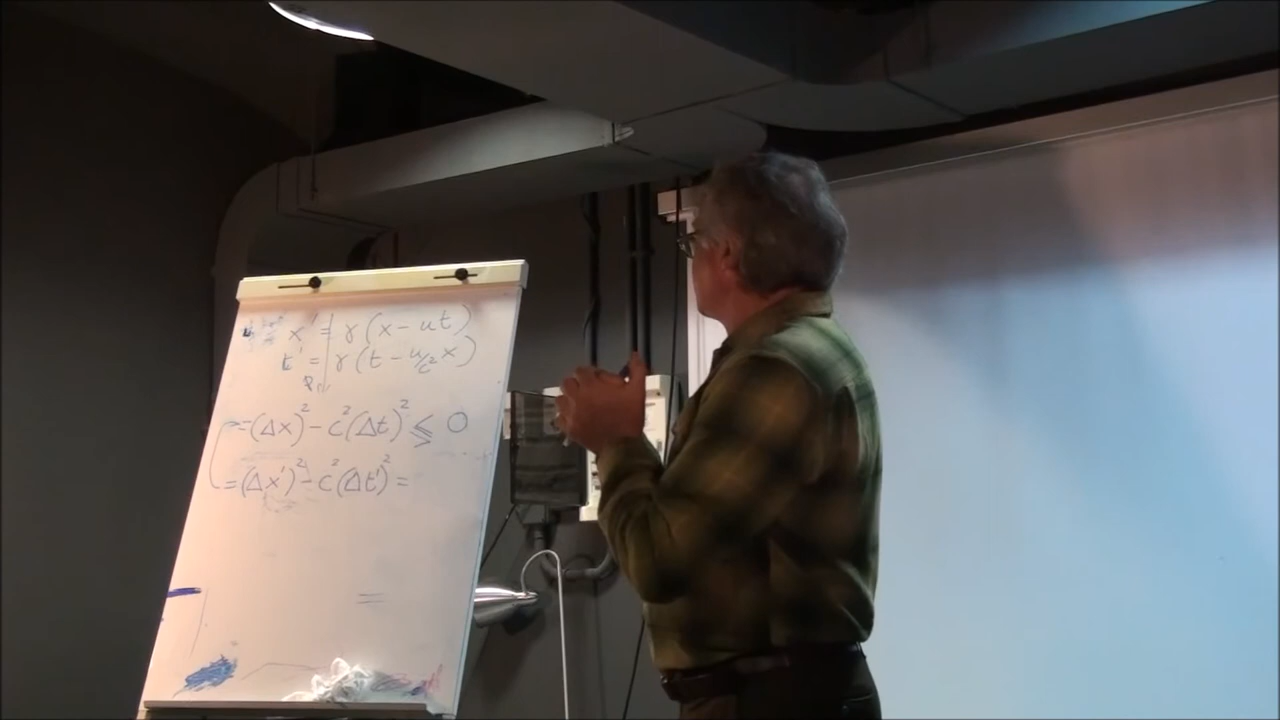 x' = γ(x - ut)
t' = γ(t - u/c² x)
= (Δx)² - c²(Δt)² ⪋ 0
= (Δx')² - c²(Δt')² =
=